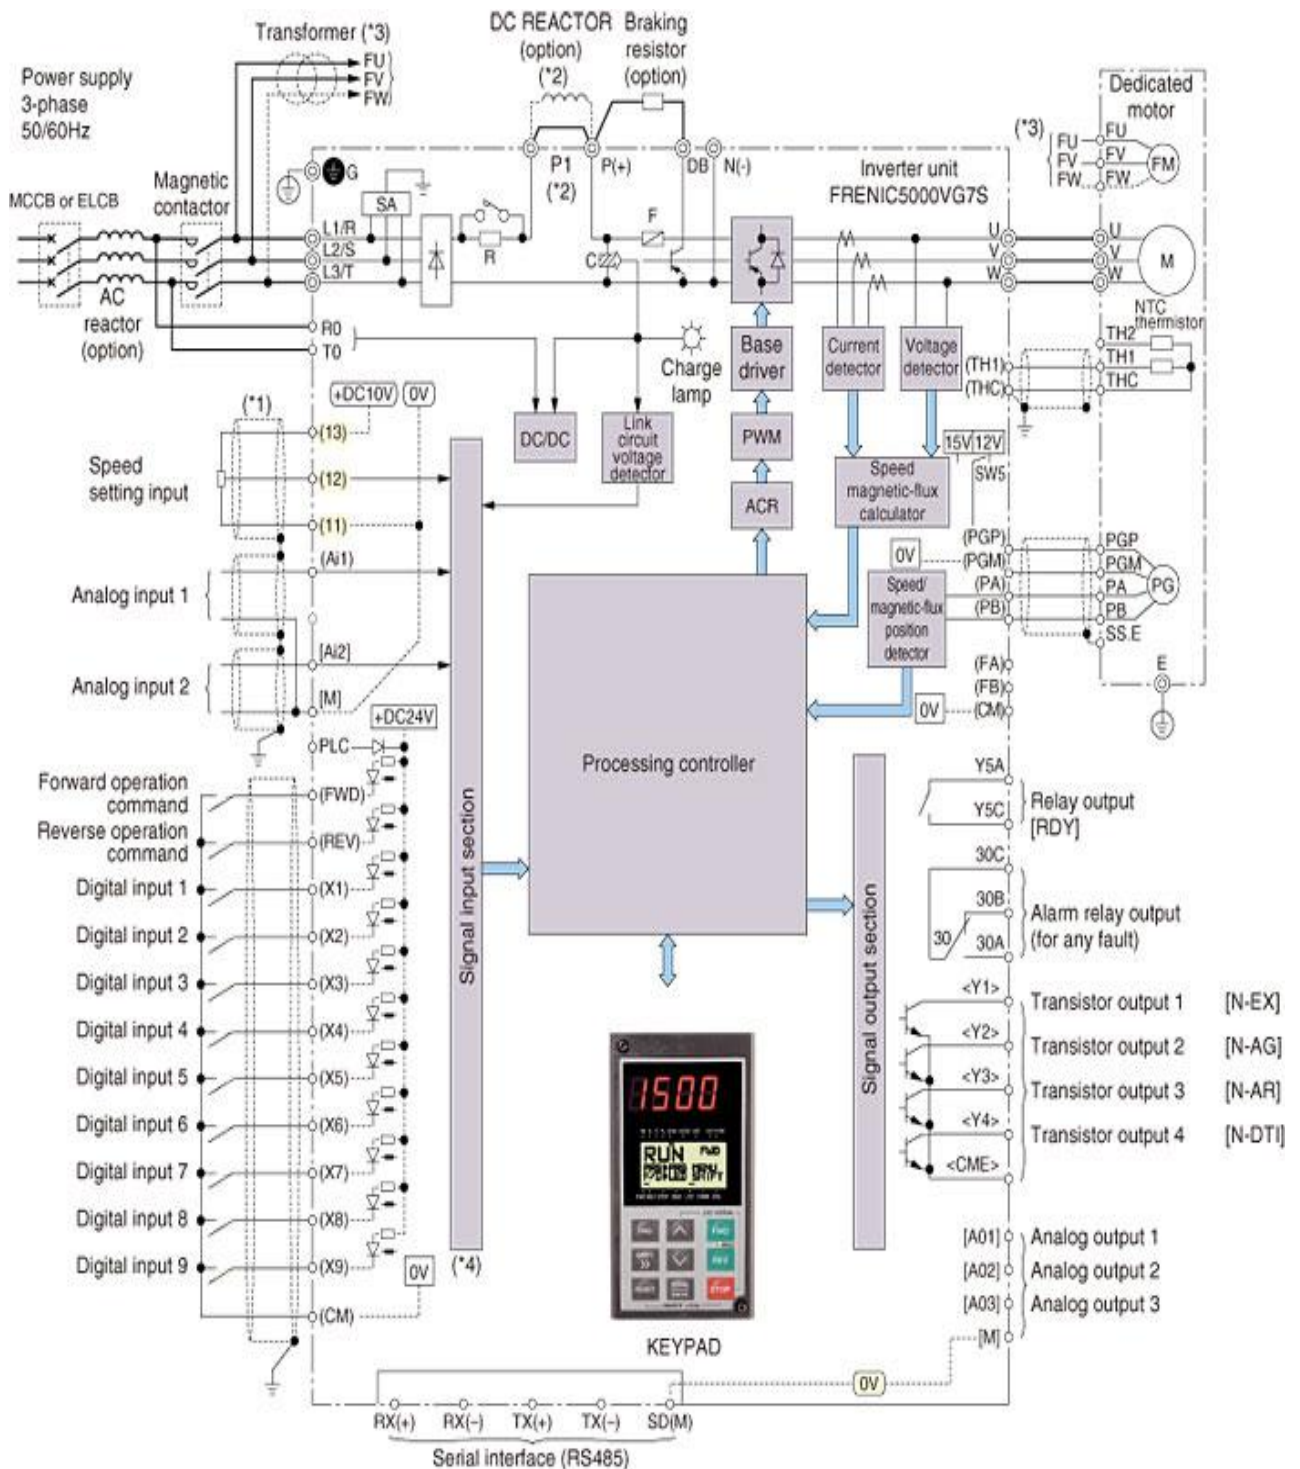 Transformer (*3)
FU
FV
FW
DC REACTOR
(option)
(*2)
Braking
resistor
(option)
Power supply
3-phase
50/60Hz
Dedicated
motor
(*3)
FU
FV
FW
FU
FV
FW
FM
MCCB or ELCB
Magnetic
contactor
G
P1
(*2)
P(+)
DB
N(-)
Inverter unit
FRENIC5000VG7S
SA
L1/R
L2/S
L3/T
R
F
C
U
V
W
U
V
W
M
AC
reactor
(option)
R0
T0
Charge
lamp
Base
driver
Current
detector
Voltage
detector
NTC
thermistor
TH2
TH1
THC
(TH1)
(THC)
(*1)
+DC10V
0V
DC/DC
Link
circuit
voltage
detector
PWM
ACR
15V
12V
SW5
Speed
magnetic-flux
calculator
Speed
setting input
(13)
(12)
(11)
Analog input 1
(Ai1)
Analog input 2
[Ai2]
[M]
0V
(PGP)
(PGM)
(PA)
(PB)
PGP
PGM
PA
PB
SS.E
PG
Speed/
magnetic-flux
position
detector
(FA)
(FB)
(CM)
0V
E
+DC24V
PLC
Processing controller
Signal input section
(*4)
Signal output section
Forward operation
command
(FWD)
Reverse operation
command
(REV)
Digital input 1
(X1)
Digital input 2
(X2)
Digital input 3
(X3)
Digital input 4
(X4)
Digital input 5
(X5)
Digital input 6
(X6)
Digital input 7
(X7)
Digital input 8
(X8)
Digital input 9
(X9)
0V
(CM)
Y5A
Y5C
Relay output
[RDY]
30C
30B
30
30A
Alarm relay output
(for any fault)
<Y1>
Transistor output 1 [N-EX]
<Y2>
Transistor output 2 [N-AG]
<Y3>
Transistor output 3 [N-AR]
<Y4>
Transistor output 4 [N-DTI]
<CME>
[A01] Analog output 1
[A02] Analog output 2
[A03] Analog output 3
[M]
1500
RUN FWD
STOP
KEYPAD
0V
RX(+)
RX(–)
TX(+)
TX(–)
SD(M)
Serial interface (RS485)